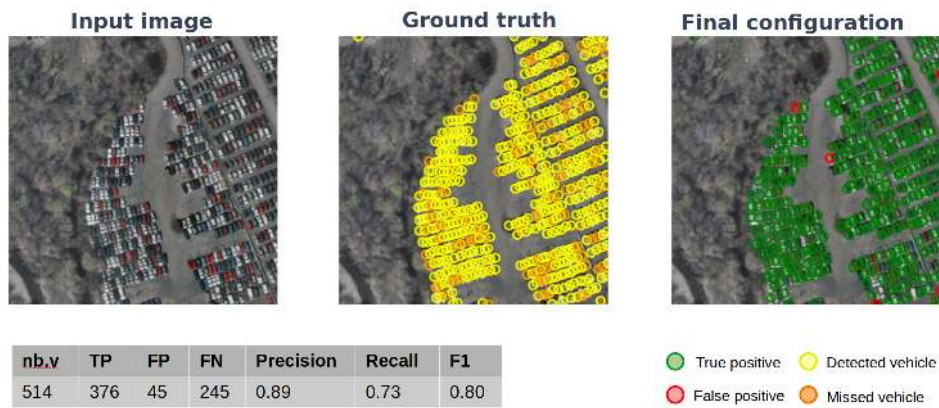 Input image Ground truth Final configuration
nb.v TP FP FN Precision Recall F1
514 376 45 245 0.89 0.73 0.80
True positive Detected vehicle
False positive Missed vehicle